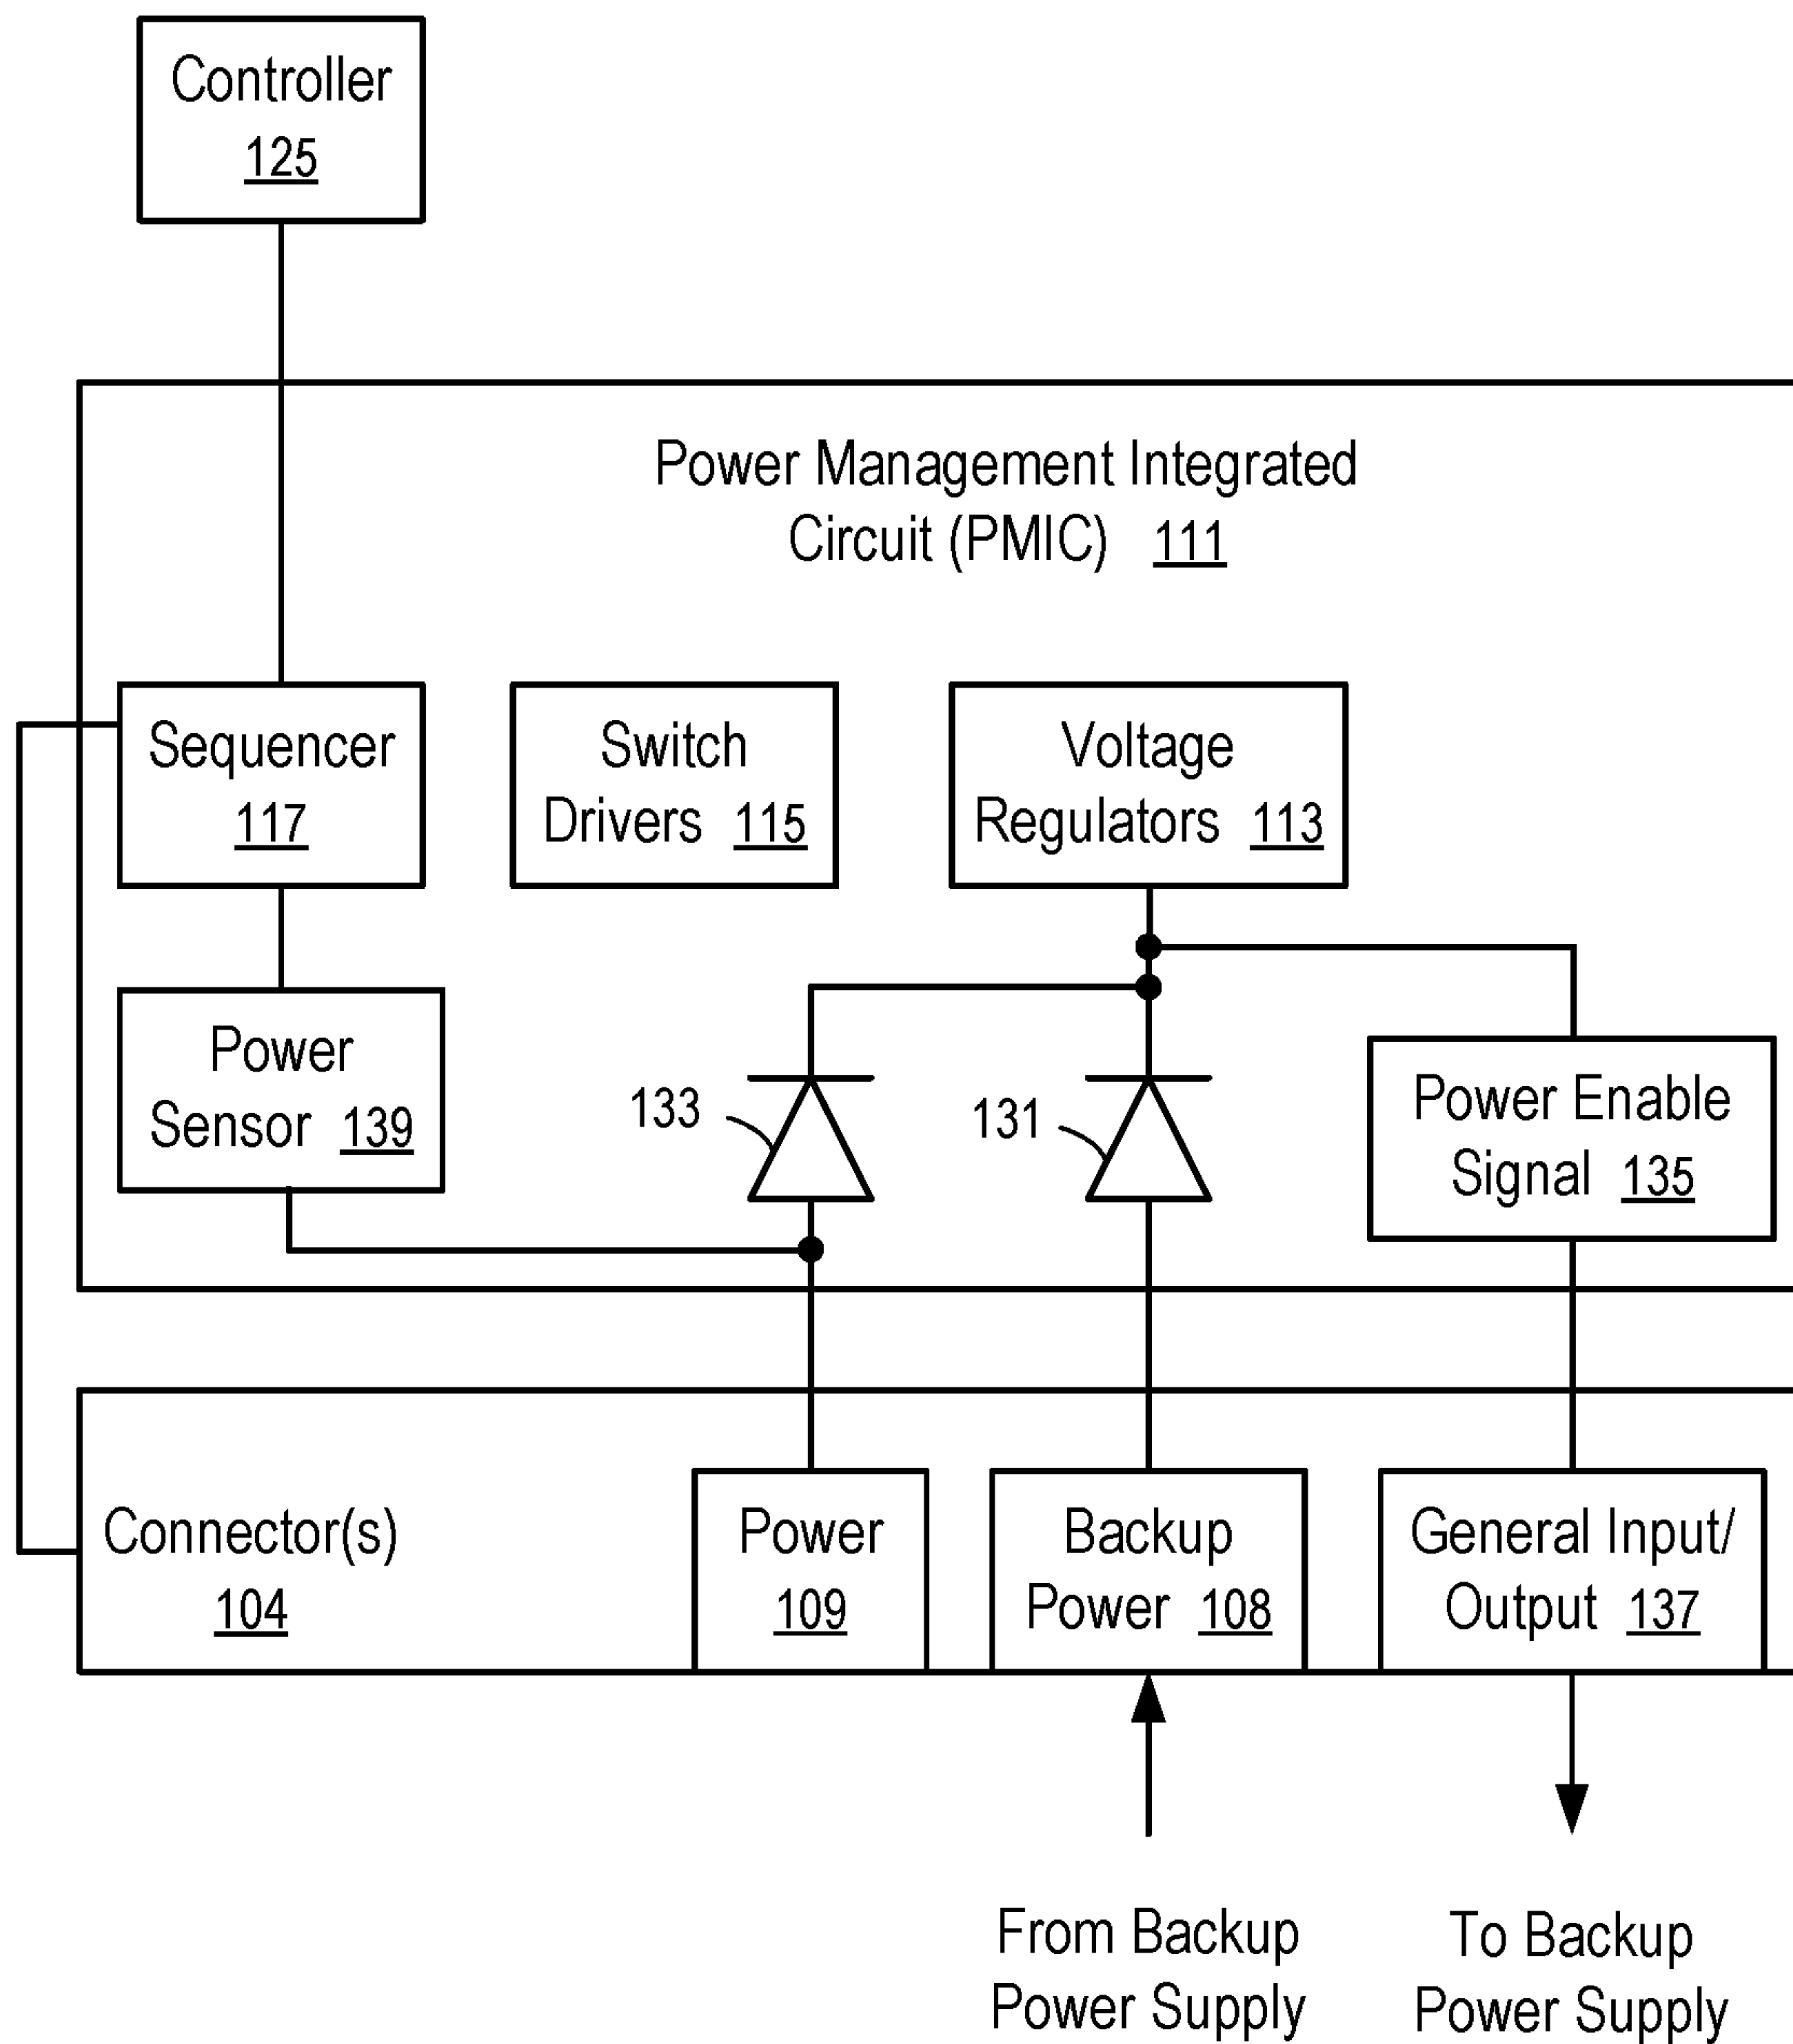 Controller
125
Power Management Integrated
Circuit (PMIC) 111
Sequencer
117
Switch
Drivers 115
Voltage
Regulators 113
Power
Sensor 139
133
131
Power Enable
Signal 135
Connector(s)
104
Power
109
Backup
Power 108
General Input/
Output 137
From Backup
Power Supply
To Backup
Power Supply